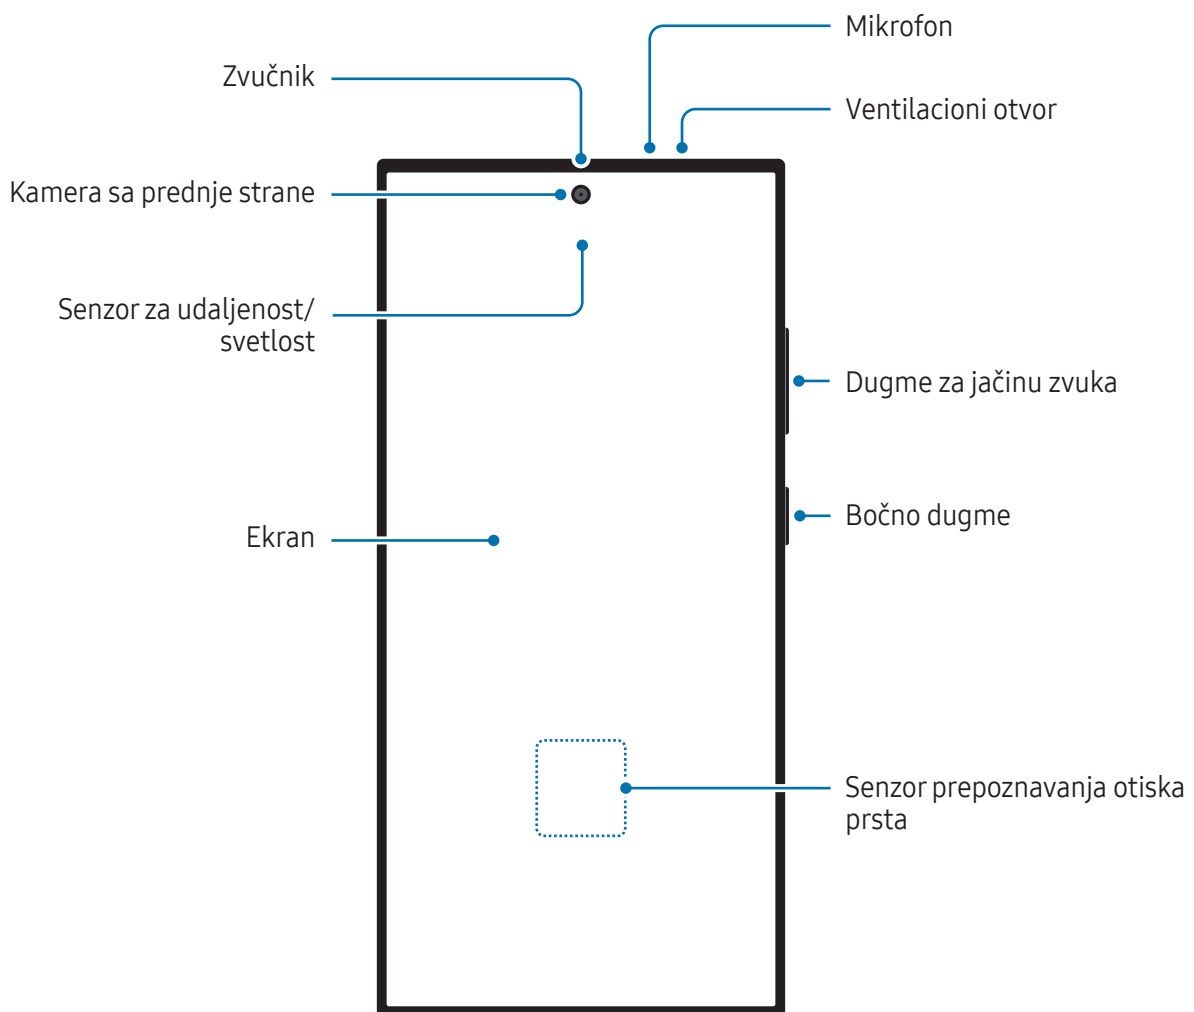 Mikrofon
Zvučnik
Ventilacioni otvor
Kamera sa prednje strane
Senzor za udaljenost/
svetlost
Dugme za jačinu zvuka
Bočno dugme
Ekran
Senzor prepoznavanja otiska
prsta